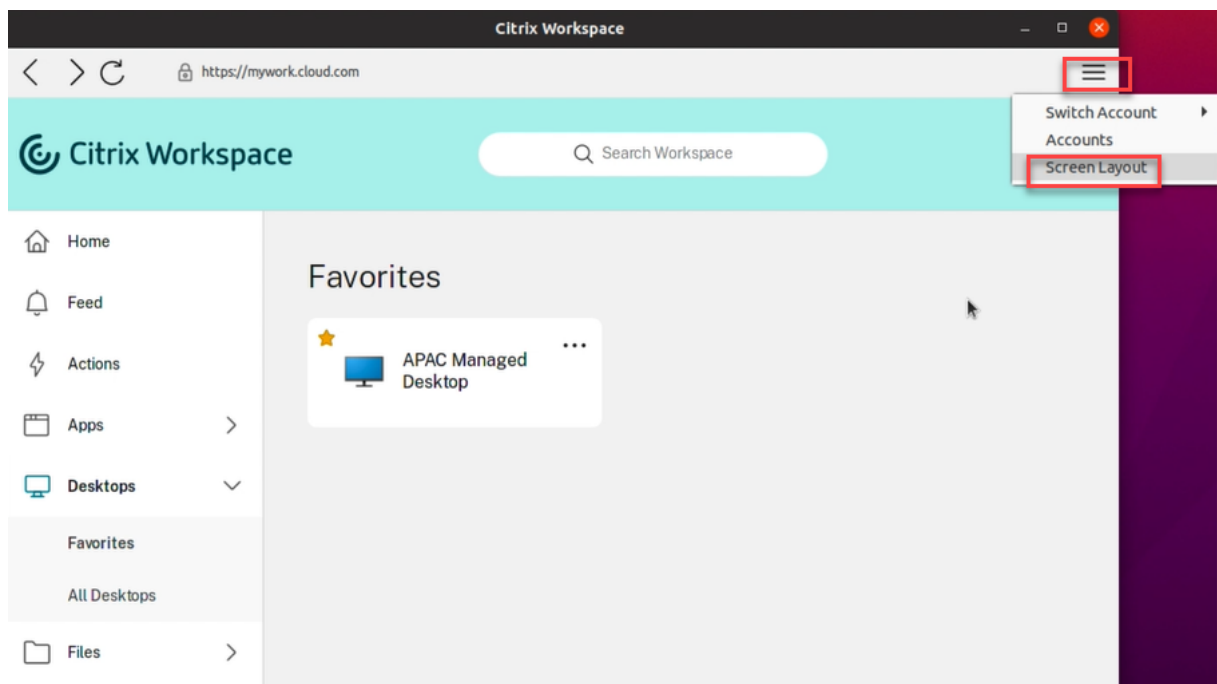 Citrix Workspace
https://mywork.cloud.com
Switch Account
Accounts
Screen Layout
Citrix Workspace
Search Workspace
Home
Feed
Actions
Apps
Desktops
Favorites
All Desktops
Files
Favorites
APAC Managed
Desktop